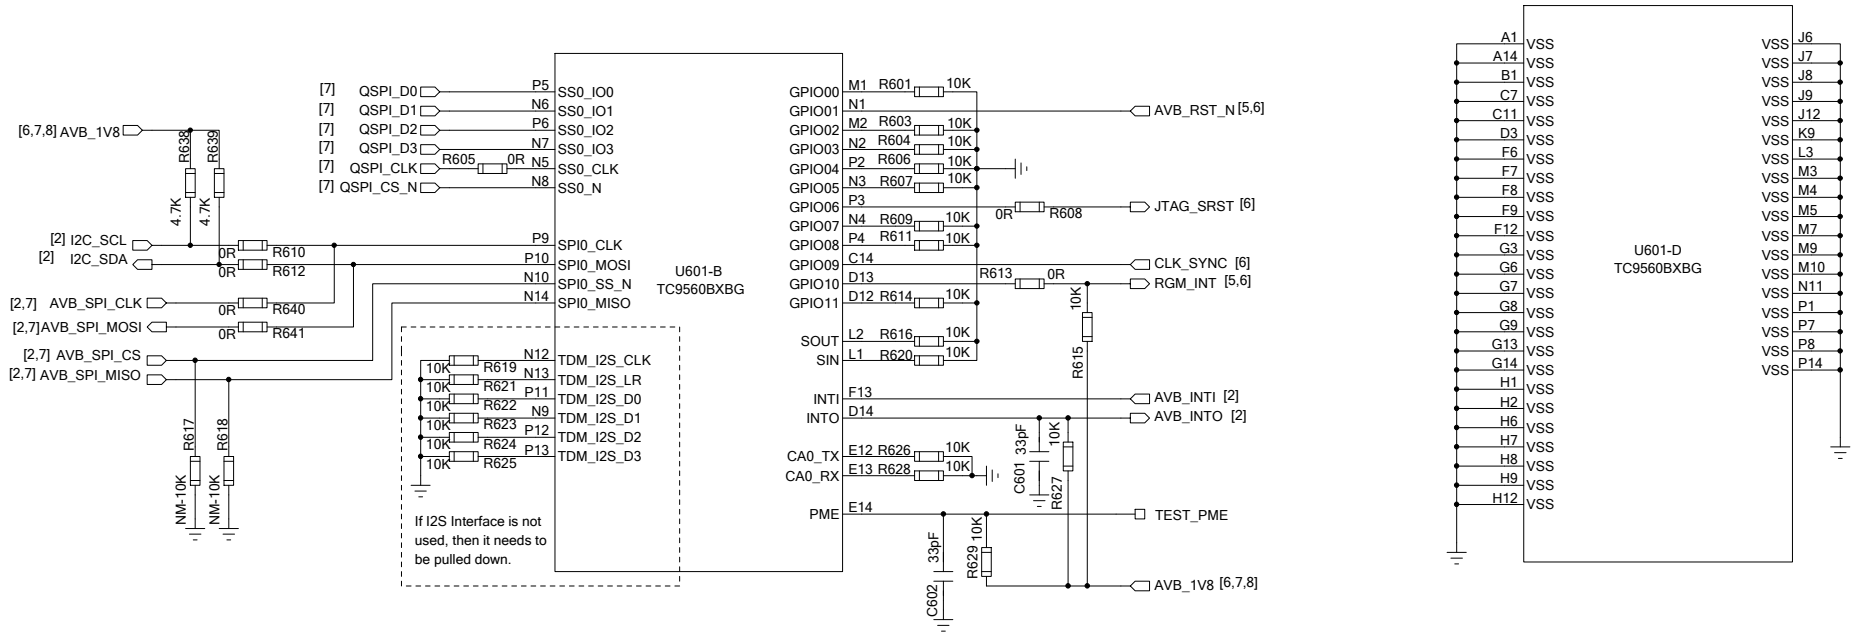 [7] QSPI_D0 P5 SS0_IO0
[7] QSPI_D1 N6 SS0_IO1
[7] QSPI_D2 P6 SS0_IO2
[7] QSPI_D3 N7 SS0_IO3
[7] QSPI_CLK R605 0R N5 SS0_CLK
[7] QSPI_CS_N N8 SS0_N
[6,7,8] AVB_1V8
R638
R639
4.7K
4.7K
[2] I2C_SCL 0R R610 P9 SPI0_CLK
[2] I2C_SDA 0R R612 P10 SPI0_MOSI
N10 SPI0_SS_N
[2,7] AVB_SPI_CLK 0R R640 N14 SPI0_MISO
[2,7]AVB_SPI_MOSI 0R R641
[2,7] AVB_SPI_CS
[2,7] AVB_SPI_MISO
R617
R618
NM-10K
NM-10K
10K R619 N12 TDM_I2S_CLK
10K R621 N13 TDM_I2S_LR
10K R622 P11 TDM_I2S_D0
10K R623 N9 TDM_I2S_D1
10K R624 P12 TDM_I2S_D2
10K R625 P13 TDM_I2S_D3
If I2S Interface is not
used, then it needs to
be pulled down.
U601-B
TC9560BXBG
GPIO00 M1 R601 10K
GPIO01 N1 AVB_RST_N [5,6]
GPIO02 M2 R603 10K
GPIO03 N2 R604 10K
GPIO04 P2 R606 10K
GPIO05 N3 R607 10K
GPIO06 P3 0R R608 JTAG_SRST [6]
GPIO07 N4 R609 10K
GPIO08 P4 R611 10K
GPIO09 C14 CLK_SYNC [6]
GPIO10 D13 R613 0R RGM_INT [5,6]
GPIO11 D12 R614 10K
10K
R615
SOUT L2 R616 10K
SIN L1 R620 10K
INTI F13 AVB_INTI [2]
INTO D14 AVB_INTO [2]
C601 33pF
R627 10K
CA0_TX E12 R626 10K
CA0_RX E13 R628 10K
PME E14 TEST_PME
C602 33pF
R629 10K
AVB_1V8 [6,7,8]
U601-D
TC9560BXBG
A1 VSS VSS J6
A14 VSS VSS J7
B1 VSS VSS J8
C7 VSS VSS J9
C11 VSS VSS J12
D3 VSS VSS K9
F6 VSS VSS L3
F7 VSS VSS M3
F8 VSS VSS M4
F9 VSS VSS M5
F12 VSS VSS M7
G3 VSS VSS M9
G6 VSS VSS M10
G7 VSS VSS N11
G8 VSS VSS P1
G9 VSS VSS P7
G13 VSS VSS P8
G14 VSS VSS P14
H1 VSS
H2 VSS
H6 VSS
H7 VSS
H8 VSS
H9 VSS
H12 VSS